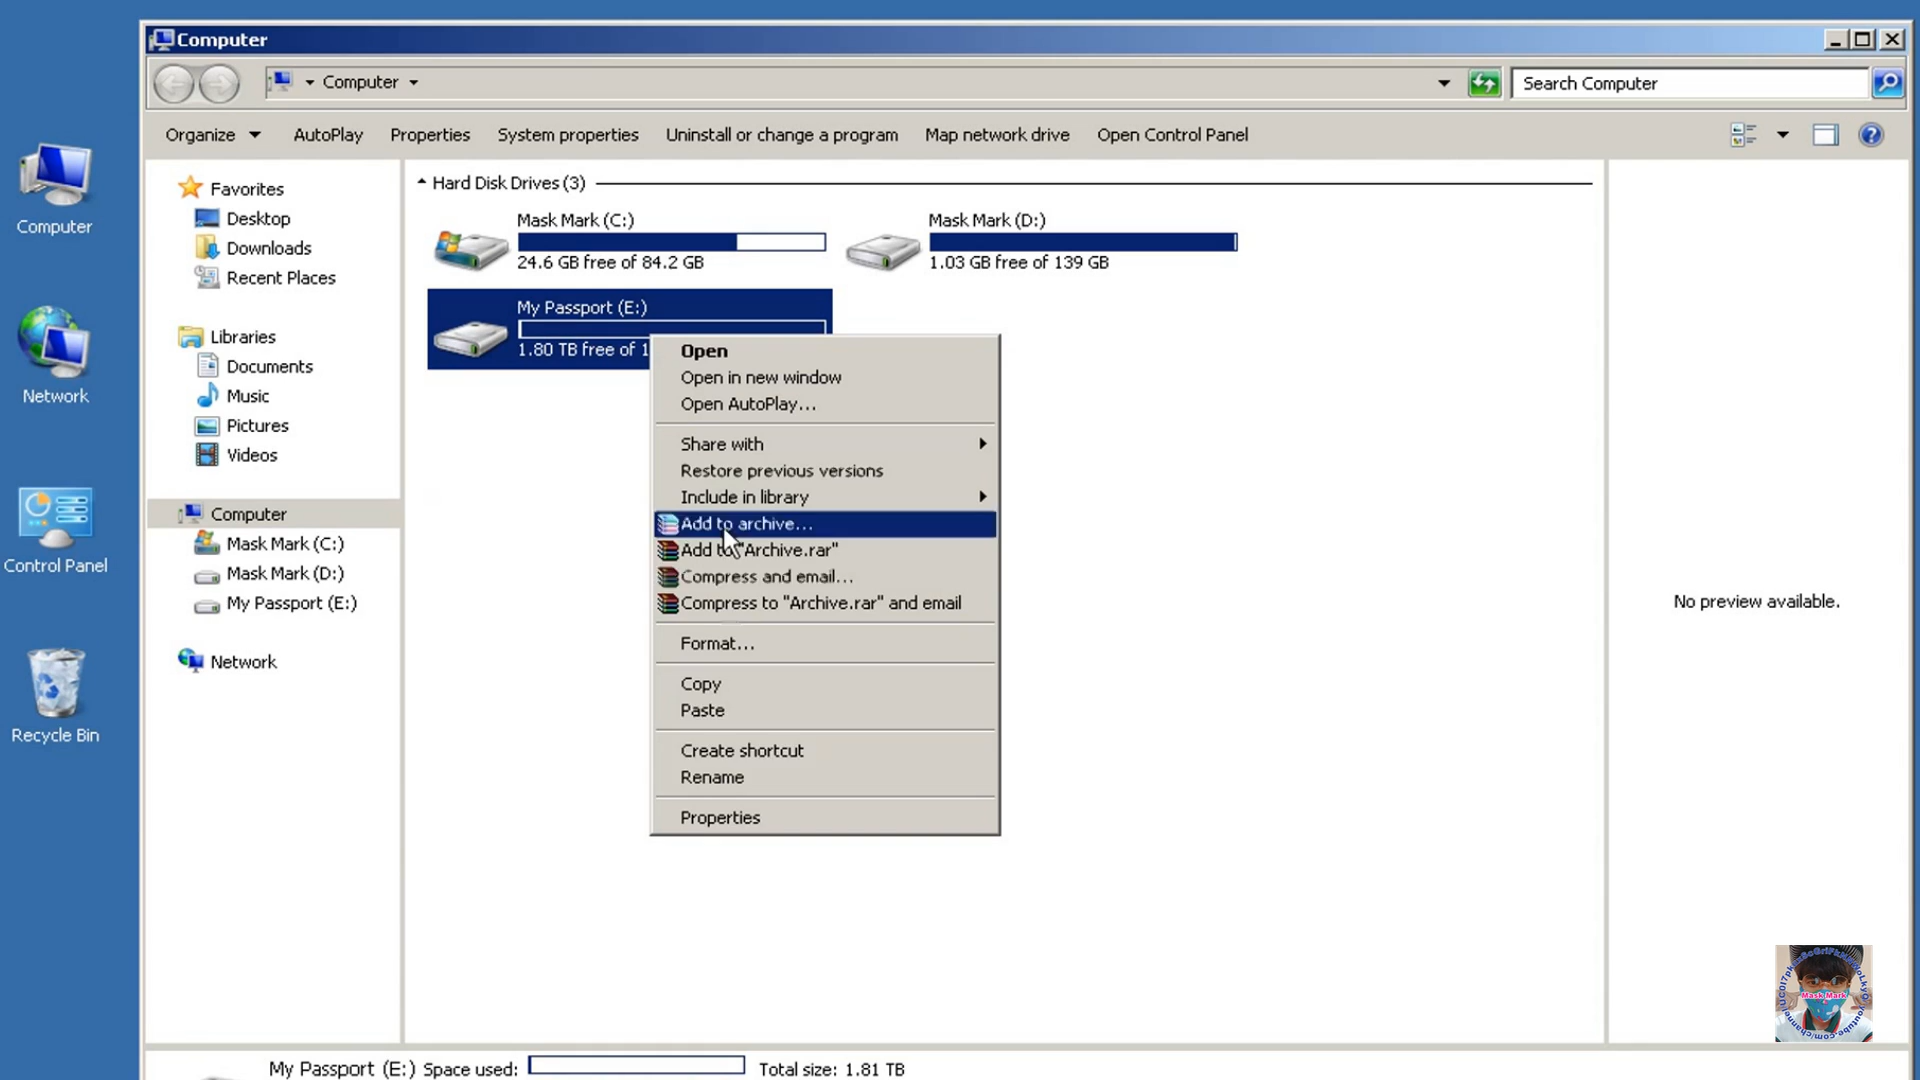 Computer
Computer
Search Computer
Organize AutoPlay Properties System properties Uninstall or change a program Map network drive Open Control Panel
Computer
Network
Control Panel
Recycle Bin
Favorites
Desktop
Downloads
Recent Places
Libraries
Documents
Music
Pictures
Videos
Computer
Mask Mark (C:)
Mask Mark (D:)
My Passport (E:)
Network
Hard Disk Drives (3)
Mask Mark (C:)
24.6 GB free of 84.2 GB
Mask Mark (D:)
1.03 GB free of 139 GB
My Passport (E:)
1.80 TB free of 1
Open
Open in new window
Open AutoPlay...
Share with
Restore previous versions
Include in library
Add to archive...
Add to "Archive.rar"
Compress and email...
Compress to "Archive.rar" and email
Format...
Copy
Paste
Create shortcut
Rename
Properties
No preview available.
Mask Mark
My Passport (E:) Space used: Total size: 1.81 TB